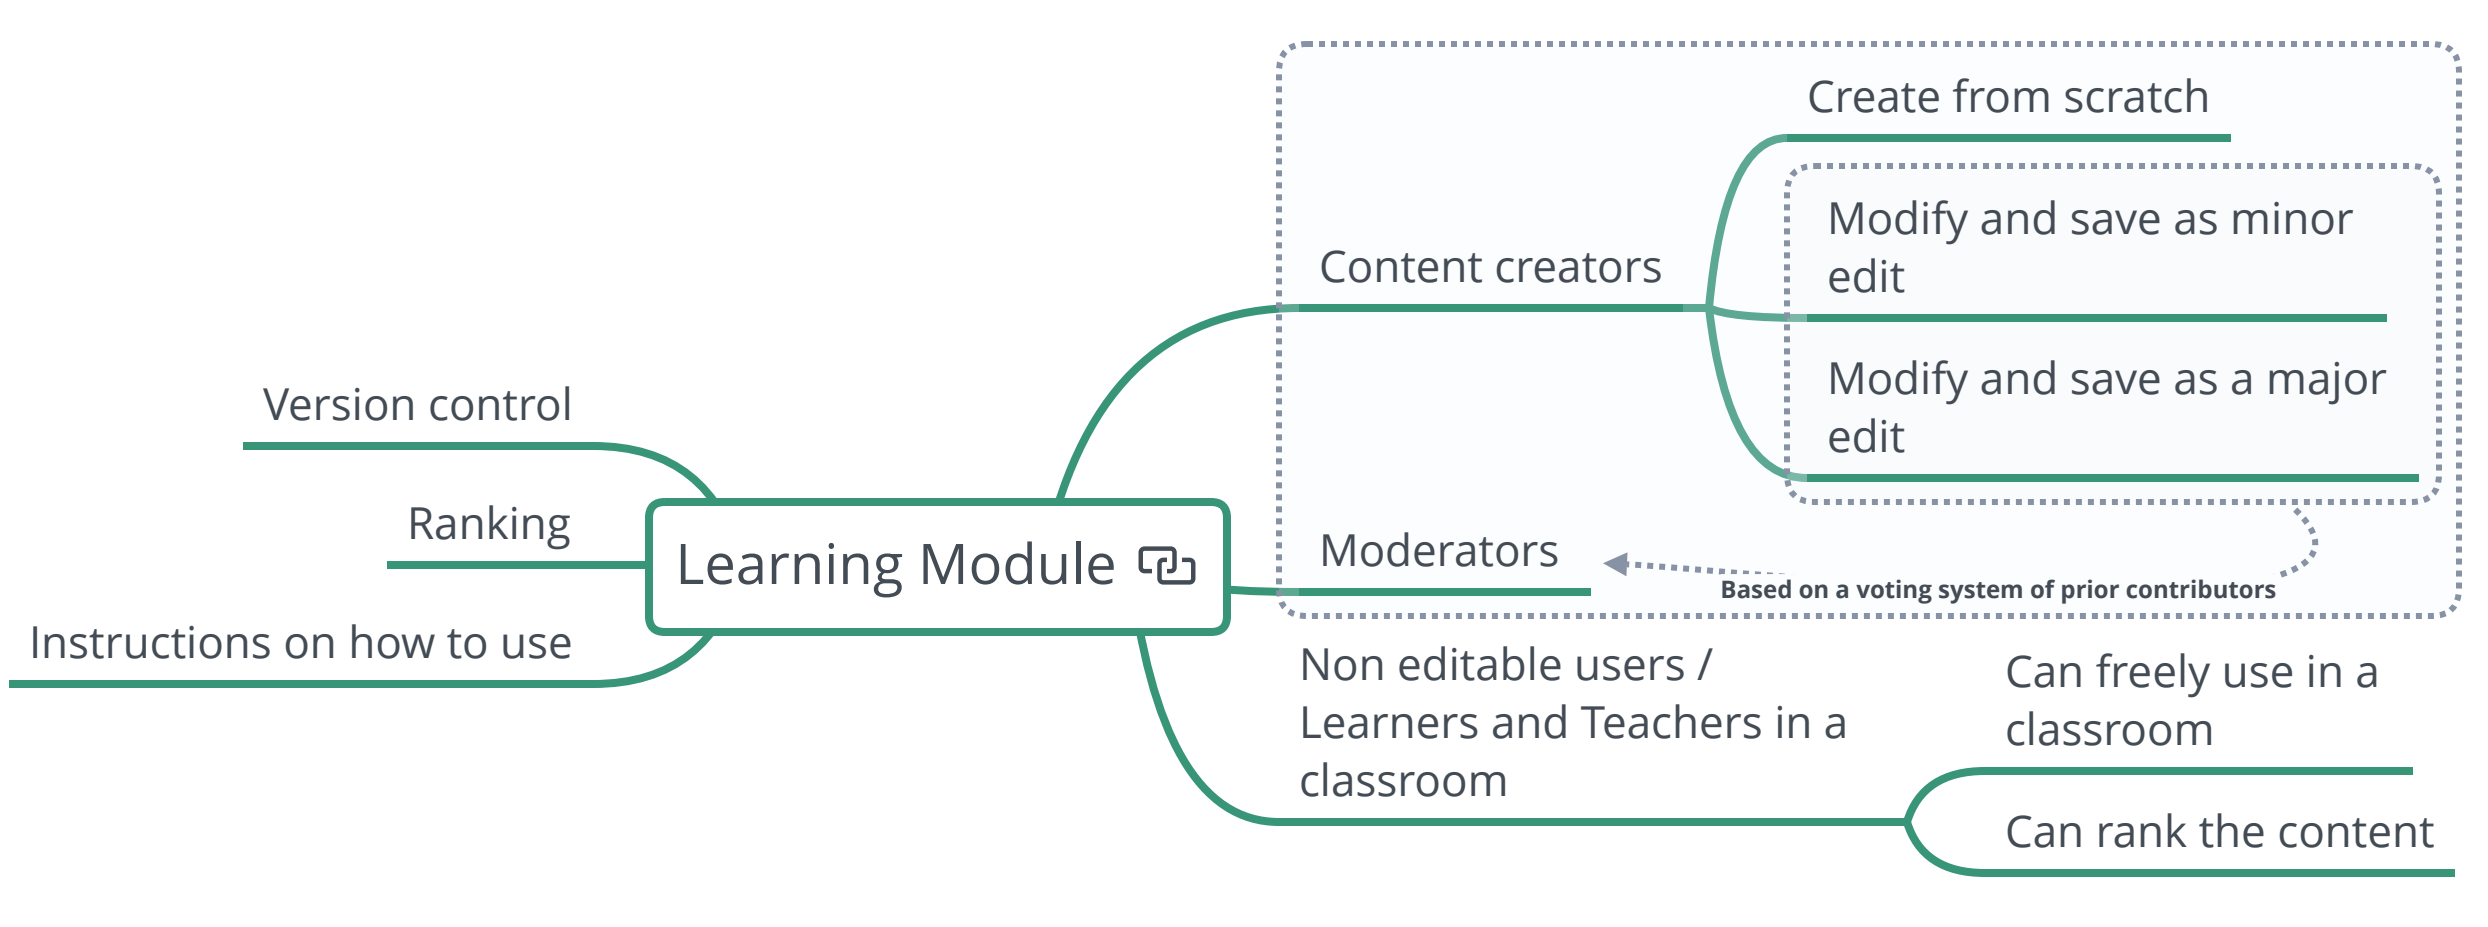 Create from scratch
Modify and save as minor
edit
Content creators
Modify and save as a major
edit
Version control
Ranking
Learning Module
Moderators
Based on a voting system of prior contributors
Instructions on how to use
Non editable users /
Learners and Teachers in a
classroom
Can freely use in a
classroom
Can rank the content